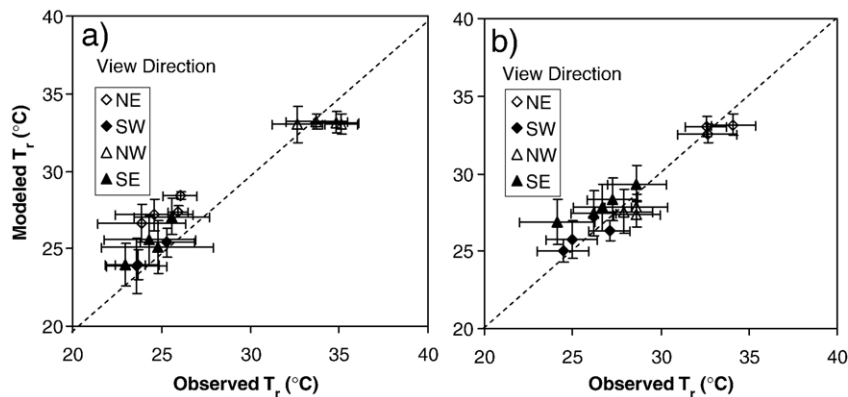 a)
View Direction
NE
SW
NW
SE
Modeled Tr (°C)
40
35
30
25
20
20 25 30 35 40
Observed Tr (°C)
b)
View Direction
NE
SW
NW
SE
40
35
30
25
20
20 25 30 35 40
Observed Tr (°C)